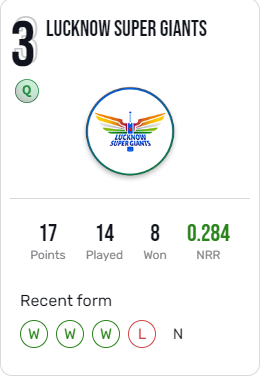 3
LUCKNOW SUPER GIANTS
Q
LUCKNOW
SUPER GIANTS
17 14 8 0.284
Points Played Won NRR
Recent form
W W W L N